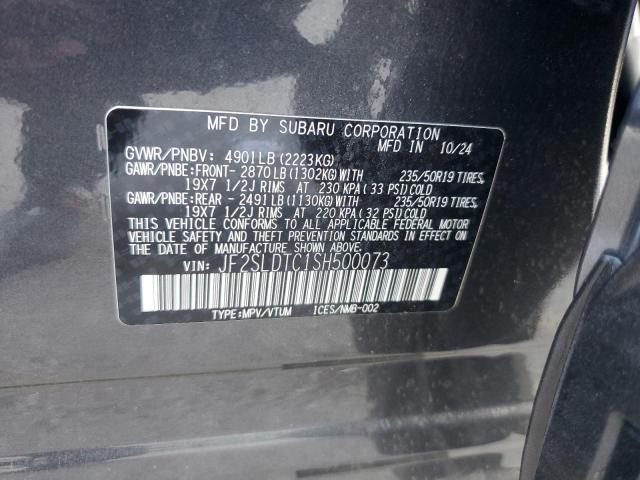 MFD BY SUBARU CORPORATION
MFD IN 10/24
GVWR/PNBV: 4901LB(2223KG)
GAWR/PNBE:FRONT- 2870LB(1302KG)WITH 235/50R19 TIRES,
19X7 1/2J RIMS AT 230 KPA(33 PSI)COLD
GAWR/PNBE:REAR - 2491LB(1130KG)WITH 235/50R19 TIRES,
19X7 1/2J RIMS AT 220 KPA(32 PSI)COLD
THIS VEHICLE CONFORMS TO ALL APPLICABLE FEDERAL MOTOR
VEHICLE SAFETY AND THEFT PREVENTION STANDARDS IN EFFECT ON
THE DATE OF MANUFACTURE SHOWN ABOVE.
VIN: JF2SLDTC1SH500073
TYPE:MPV/VTUM ICES/NMB-002